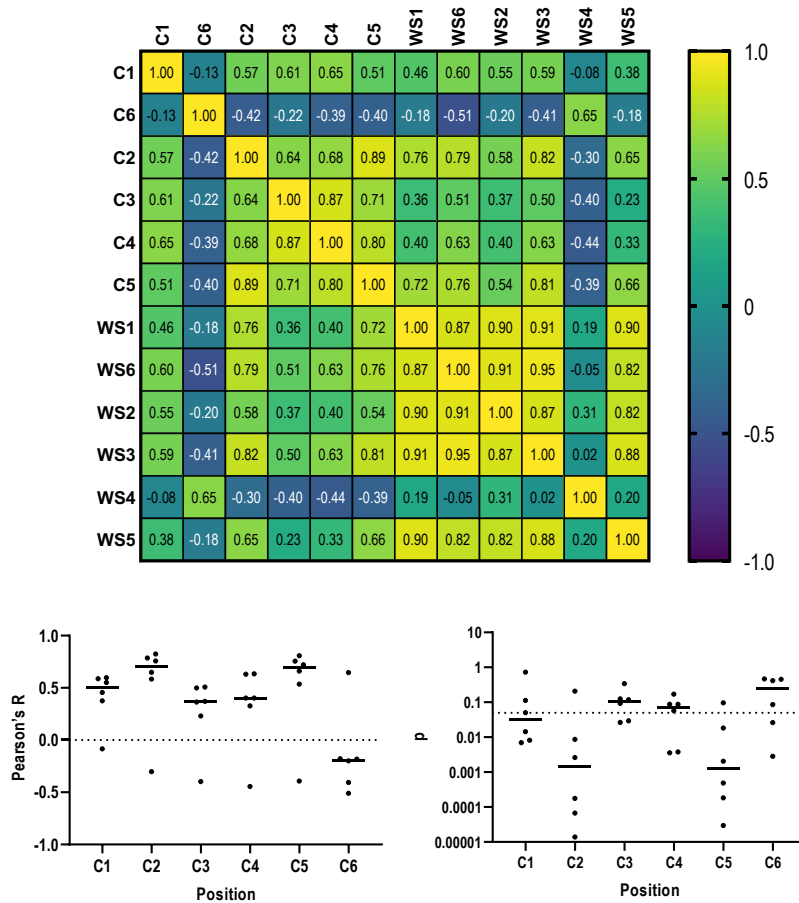 C1 C6 C2 C3 C4 C5 WS1 WS6 WS2 WS3 WS4 WS5
C1 1.00 -0.13 0.57 0.61 0.65 0.51 0.46 0.60 0.55 0.59 -0.08 0.38
C6 -0.13 1.00 -0.42 -0.22 -0.39 -0.40 -0.18 -0.51 -0.20 -0.41 0.65 -0.18
C2 0.57 -0.42 1.00 0.64 0.68 0.89 0.76 0.79 0.58 0.82 -0.30 0.65
C3 0.61 -0.22 0.64 1.00 0.87 0.71 0.36 0.51 0.37 0.50 -0.40 0.23
C4 0.65 -0.39 0.68 0.87 1.00 0.80 0.40 0.63 0.40 0.63 -0.44 0.33
C5 0.51 -0.40 0.89 0.71 0.80 1.00 0.72 0.76 0.54 0.81 -0.39 0.66
WS1 0.46 -0.18 0.76 0.36 0.40 0.72 1.00 0.87 0.90 0.91 0.19 0.90
WS6 0.60 -0.51 0.79 0.51 0.63 0.76 0.87 1.00 0.91 0.95 -0.05 0.82
WS2 0.55 -0.20 0.58 0.37 0.40 0.54 0.90 0.91 1.00 0.87 0.31 0.82
WS3 0.59 -0.41 0.82 0.50 0.63 0.81 0.91 0.95 0.87 1.00 0.02 0.88
WS4 -0.08 0.65 -0.30 -0.40 -0.44 -0.39 0.19 -0.05 0.31 0.02 1.00 0.20
WS5 0.38 -0.18 0.65 0.23 0.33 0.66 0.90 0.82 0.82 0.88 0.20 1.00
1.0
0.5
0
-0.5
-1.0
Pearson's R
1.0
0.5
0.0
-0.5
-1.0
C1 C2 C3 C4 C5 C6
Position
p
10
1
0.1
0.01
0.001
0.0001
0.00001
C1 C2 C3 C4 C5 C6
Position